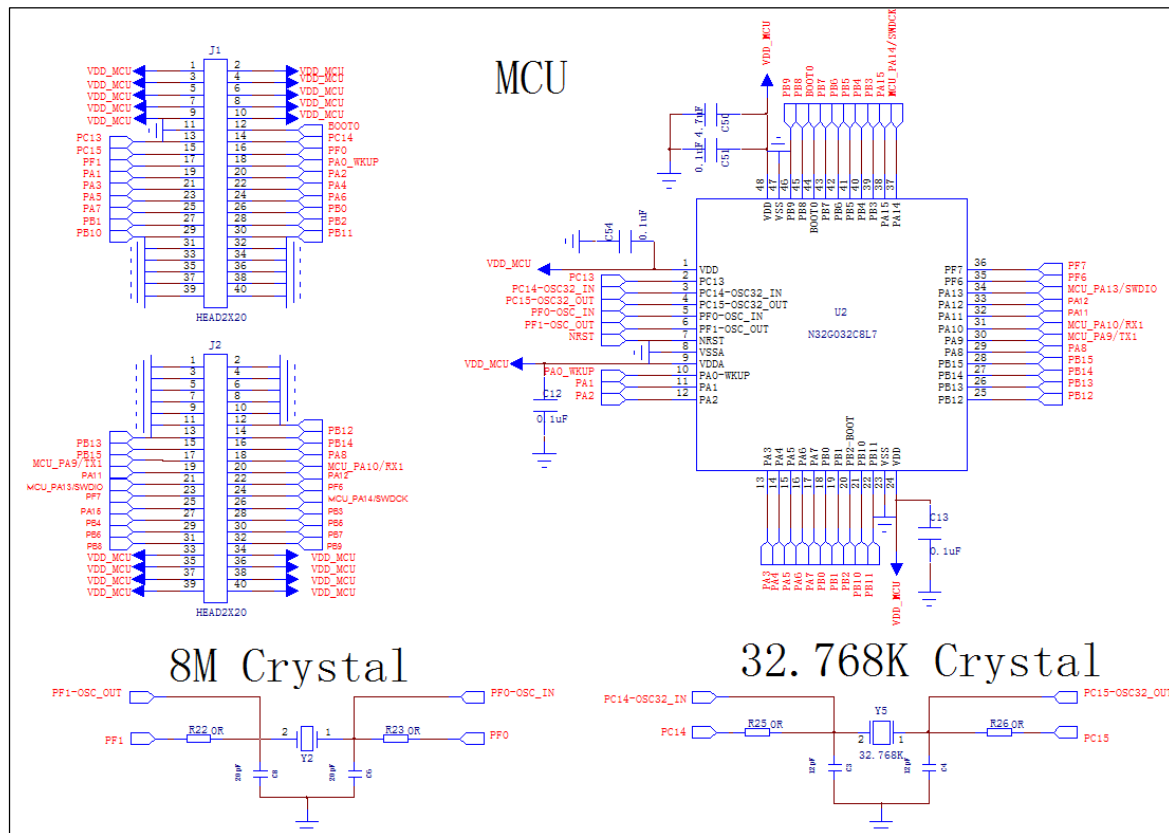 MCU
J1
VDD_MCU 1 2 VDD_MCU
VDD_MCU 3 4 VDD_MCU
VDD_MCU 5 6 VDD_MCU
VDD_MCU 7 8 VDD_MCU
VDD_MCU 9 10 VDD_MCU
11 12 BOOT0
PC13 13 14 PC14
PC15 15 16 PF0
PF1 17 18 PA0_WKUP
PA1 19 20 PA2
PA3 21 22 PA4
PA5 23 24 PA6
PA7 25 26 PB0
PB1 27 28 PB2
PB10 29 30 PB11
31 32
33 34
35 36
37 38
39 40
HEAD2X20
J2
1 2
3 4
5 6
7 8
9 10
11 12 PB12
PB13 13 14 PB14
PB15 15 16 PA8
MCU_PA9/TX1 17 18 MCU_PA10/RX1
PA11 19 20 PA12
MCU_PA13/SWDIO 21 22 PF6
PF7 23 24 MCU_PA14/SWDCK
PA15 25 26 PB3
PB4 27 28 PB5
PB6 29 30 PB7
PB8 31 32 PB9
VDD_MCU 33 34 VDD_MCU
VDD_MCU 35 36 VDD_MCU
VDD_MCU 37 38 VDD_MCU
VDD_MCU 39 40 VDD_MCU
HEAD2X20
VDD_MCU
4.7uF C50
0.1uF C51
PB9
PB8
BOOT0
PB7
PB6
PB5
PB4
PB3
PA15
MCU_PA14/SWDCK
48 VDD
47 VSS
46 PB9
45 PB8
44 BOOT0
43 PB7
42 PB6
41 PB5
40 PB4
39 PB3
38 PA15
37 PA14
C54 0.1uF
VDD_MCU 1 VDD
PC13 2 PC13
PC14-OSC32_IN 3 PC14-OSC32_IN
PC15-OSC32_OUT 4 PC15-OSC32_OUT
PF0-OSC_IN 5 PF0-OSC_IN
PF1-OSC_OUT 6 PF1-OSC_OUT
NRST 7 NRST
8 VSSA
VDD_MCU 9 VDDA
PA0_WKUP 10 PA0-WKUP
PA1 11 PA1
PA2 12 PA2
C12
0.1uF
U2
N32G032C8L7
PF7 36 PF7
PF6 35 PF6
PA13 34 MCU_PA13/SWDIO
PA12 33 PA12
PA11 32 PA11
PA10 31 MCU_PA10/RX1
PA9 30 MCU_PA9/TX1
PA8 29 PA8
PB15 28 PB15
PB14 27 PB14
PB13 26 PB13
PB12 25 PB12
PA3 13 PA3
PA4 14 PA4
PA5 15 PA5
PA6 16 PA6
PA7 17 PA7
PB0 18 PB0
PB1 19 PB1
PB2-BOOT 20 PB2
PB10 21 PB10
PB11 22 PB11
VSS 23
VDD 24
VDD_MCU
C13
0.1uF
8M Crystal
PF1-OSC_OUT
PF0-OSC_IN
PF1 R22 0R 2 1 R23 0R PF0
Y2
20pF C8
20pF
32.768K Crystal
PC14-OSC32_IN
PC15-OSC32_OUT
Y5
PC14 R25 0R 2 1 R26 0R PC15
32.768K
12pF C3
12pF C4